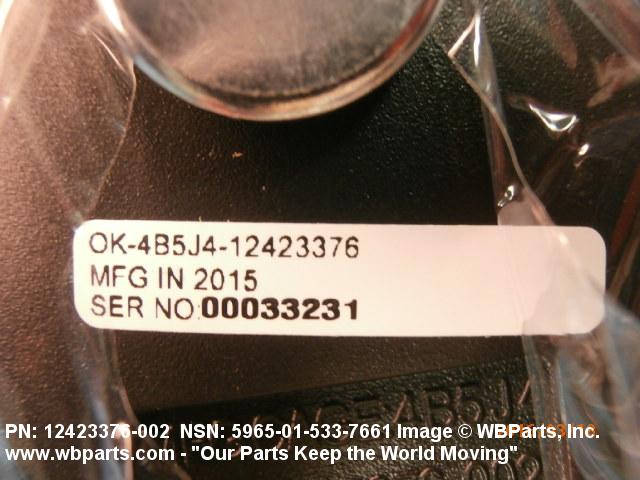 OK-4B5J4-12423376
MFG IN 2015
SER NO:00033231
4B5J4
PN: 12423376-002 NSN: 5965-01-533-7661 Image © WBParts, Inc.
www.wbparts.com - "Our Parts Keep the World Moving"